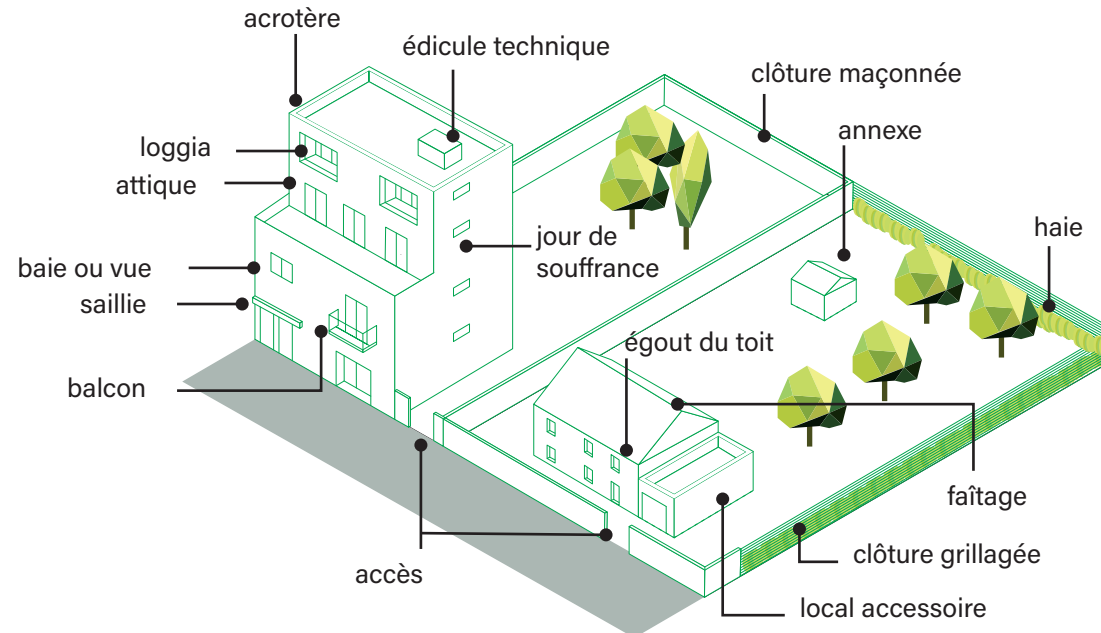 acrotère
édicule technique
clôture maçonnée
annexe
loggia
attique
haie
jour de
souffrance
baie ou vue
saillie
égout du toit
balcon
faîtage
clôture grillagée
accès
local accessoire